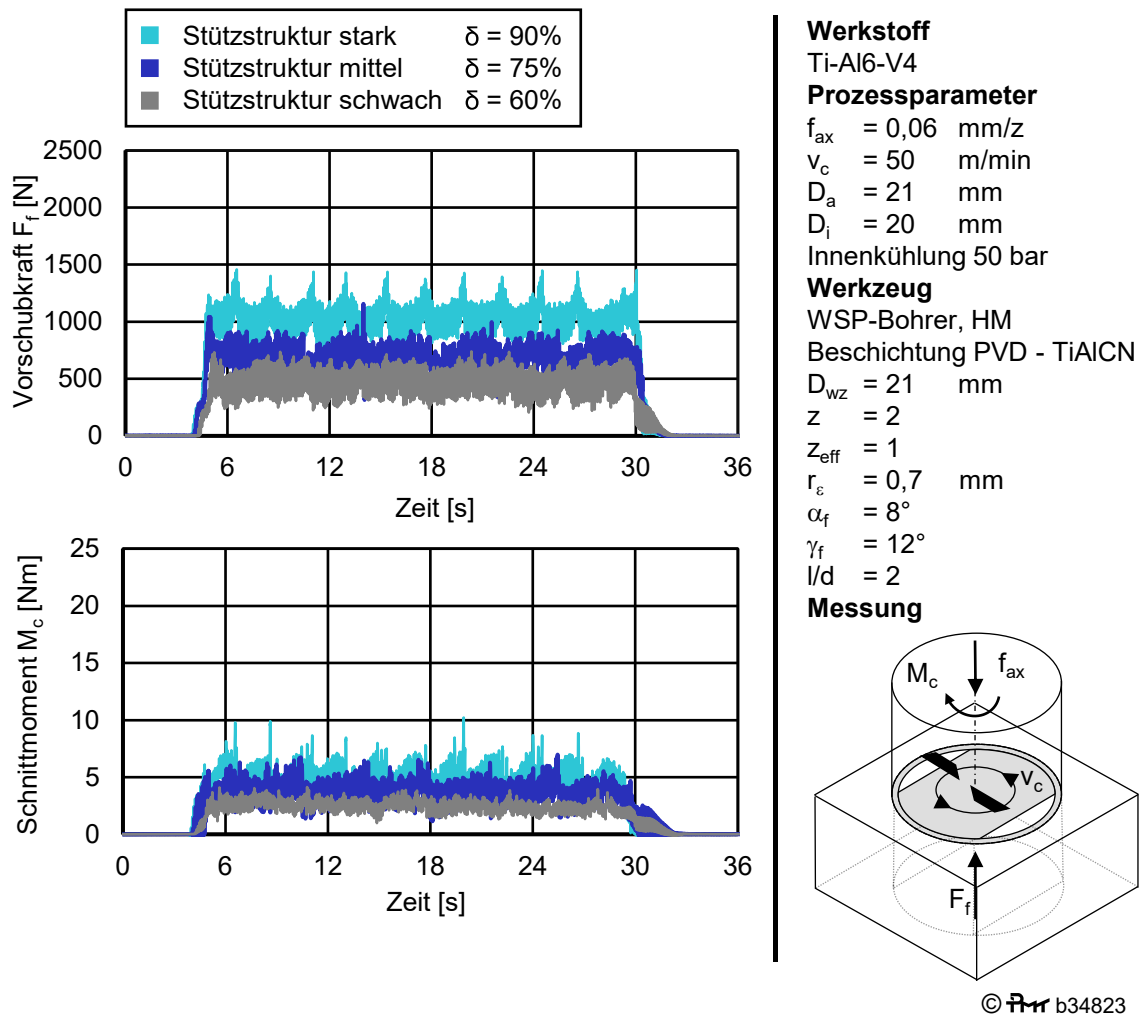 Stützstruktur stark δ = 90%
Stützstruktur mittel δ = 75%
Stützstruktur schwach δ = 60%
Vorschubkraft F_f [N]
2500
2000
1500
1000
500
0
0 6 12 18 24 30 36
Zeit [s]
Schnittmoment M_c [Nm]
25
20
15
10
5
0
0 6 12 18 24 30 36
Zeit [s]
Werkstoff
Ti-Al6-V4
Prozessparameter
f_ax = 0,06 mm/z
v_c = 50 m/min
D_a = 21 mm
D_i = 20 mm
Innenkühlung 50 bar
Werkzeug
WSP-Bohrer, HM
Beschichtung PVD - TiAlCN
D_wz = 21 mm
z = 2
z_eff = 1
r_ε = 0,7 mm
α_f = 8°
γ_f = 12°
l/d = 2
Messung
M_c f_ax
v_c
F_f
© b34823